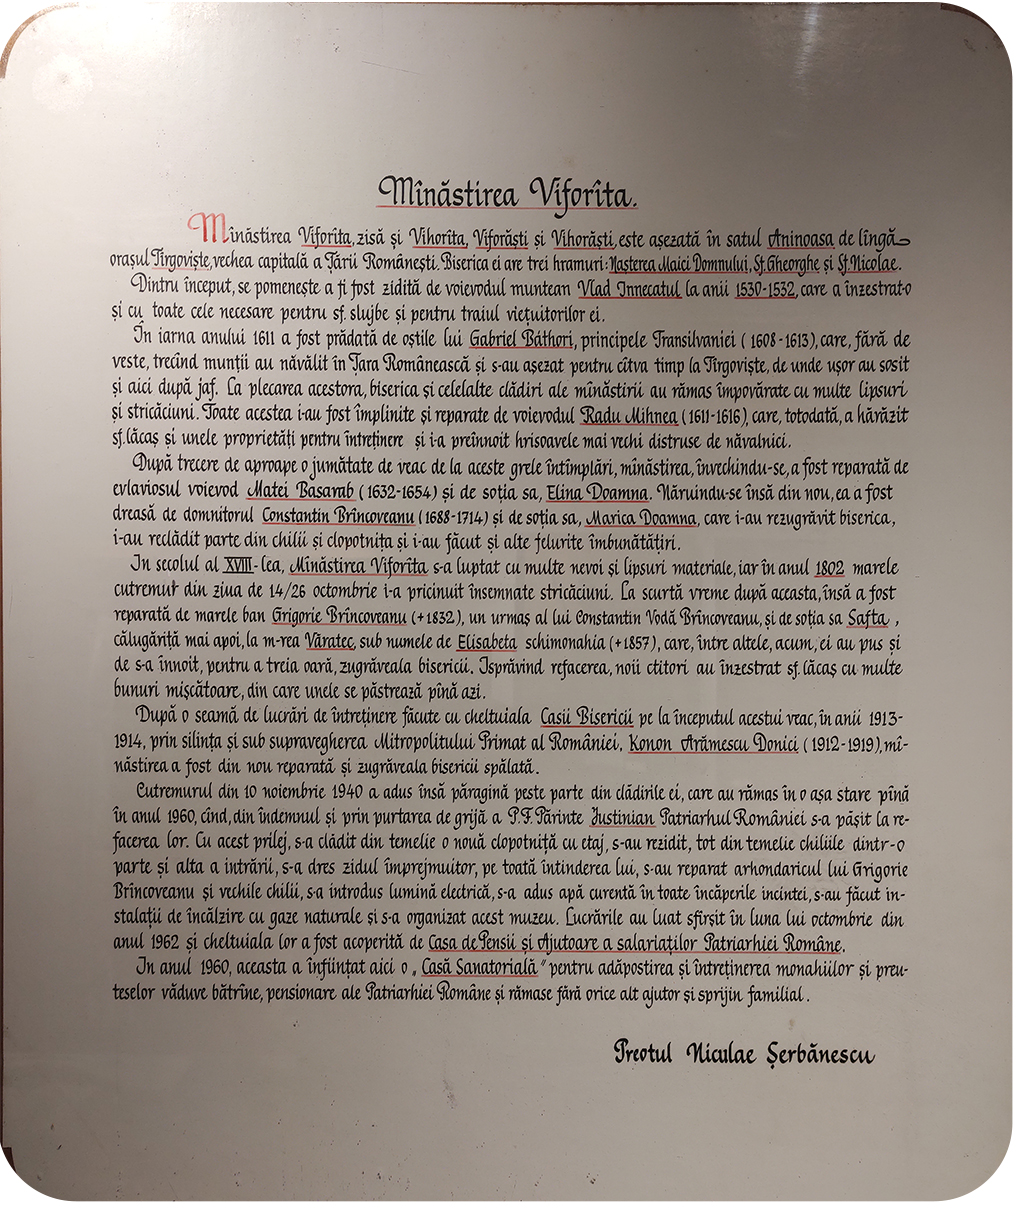 Mînăstirea Viforîta.
Mînăstirea Viforîta, zisă și Vihorîta, Viforăști și Vihorăști, este așezată în satul Aninoasa de lîngă
orașul Tîrgoviște, vechea capitală a Țării Românești. Biserica ei are trei hramuri: Nașterea Maicii Domnului, Sf. Gheorghe și Sf. Nicolae.
Dintru început, se pomenește a fi fost zidită de voievodul muntean Vlad Innecatul la anii 1530-1532, care a înzestrat-o
și cu toate cele necesare pentru sf. slujbe și pentru traiul viețuitorilor ei.
În iarna anului 1611 a fost prădată de oștile lui Gabriel Báthori, principele Transilvaniei (1608-1613), care, fără de
veste, trecînd munții au năvălit în Țara Românească și s-au așezat pentru cîtva timp la Tîrgoviște, de unde ușor au sosit
și aici după jaf. La plecarea acestora, biserica și celelalte clădiri ale mînăstirii au rămas împovărate cu multe lipsuri
și stricăciuni. Toate acestea i-au fost împlinite și reparate de voievodul Radu Mihnea (1611-1616), care, totodată, a hărăzit
sf. lăcaș și unele proprietăți pentru întreținere și i-a preînnoit hrisoavele mai vechi distruse de năvalnici.
După trecere de aproape o jumătate de veac de la aceste grele întîmplări, mînăstirea, învechindu-se, a fost reparată de
evlaviosul voievod Matei Basarab (1632-1654) și de soția sa, Elina Doamna. Năruindu-se însă din nou, ea a fost
dreasă de domnitorul Constantin Brîncoveanu (1688-1714) și de soția sa, Marica Doamna, care i-au rezugrăvit biserica,
i-au reclădit parte din chilii și clopotnița și i-au făcut și alte felurite îmbunătățiri.
In secolul al XVIII-lea, Mînăstirea Viforîta s-a luptat cu multe nevoi și lipsuri materiale, iar în anul 1802 marele
cutremur din ziua de 14/26 octombrie i-a pricinuit însemnate stricăciuni. La scurtă vreme după aceasta, însă a fost
reparată de marele ban Grigorie Brîncoveanu (+1832), un urmaș al lui Constantin Vodă Brîncoveanu, și de soția sa Safta,
călugăriță mai apoi, la m-rea Văratec, sub numele de Elisabeta schimonahia (+1857), care, între altele, acum, ei au pus și
de s-a înnoit, pentru a treia oară, zugrăveala bisericii. Isprăvind refacerea, noii ctitori au înzestrat sf. lăcaș cu multe
bunuri mișcătoare, din care unele se păstrează pînă azi.
După o seamă de lucrări de întreținere făcute cu cheltuiala Casii Bisericii pe la începutul acestui veac, în anii 1913-
1914, prin silința și sub supravegherea Mitropolitului Primat al României, Konon Arămescu Donici (1912-1919), mî-
năstirea a fost din nou reparată și zugrăveala bisericii spălată.
Cutremurul din 10 noiembrie 1940 a adus însă păragină peste parte din clădirile ei, care au rămas în o așa stare pînă
în anul 1960, cînd, din îndemnul și prin purtarea de grijă a P.F. Părinte Justinian Patriarhul României s-a pășit la re-
facerea lor. Cu acest prilej, s-a clădit din temelie o nouă clopotniță cu etaj, s-au rezidit, tot din temelie chiliile dintr-o
parte și alta a intrării, s-a dres zidul împrejmuitor, pe toată întinderea lui, s-au reparat arhondaricul lui Grigorie
Brîncoveanu și vechile chilii, s-a introdus lumină electrică, s-a adus apă curentă în toate încăperile incintei, s-au făcut in-
stalații de încălzire cu gaze naturale și s-a organizat acest muzeu. Lucrările au luat sfîrșit în luna lui octombrie din
anul 1962 și cheltuiala lor a fost acoperită de Casa de Pensii și Ajutoare a salariaților Patriarhiei Române.
In anul 1960, aceasta a înființat aici o „Casă Sanatorială" pentru adăpostirea și întreținerea monahiilor și preu-
teselor văduve bătrîne, pensionare ale Patriarhiei Române și rămase fără orice alt ajutor și sprijin familial.
Preotul Niculae Șerbănescu